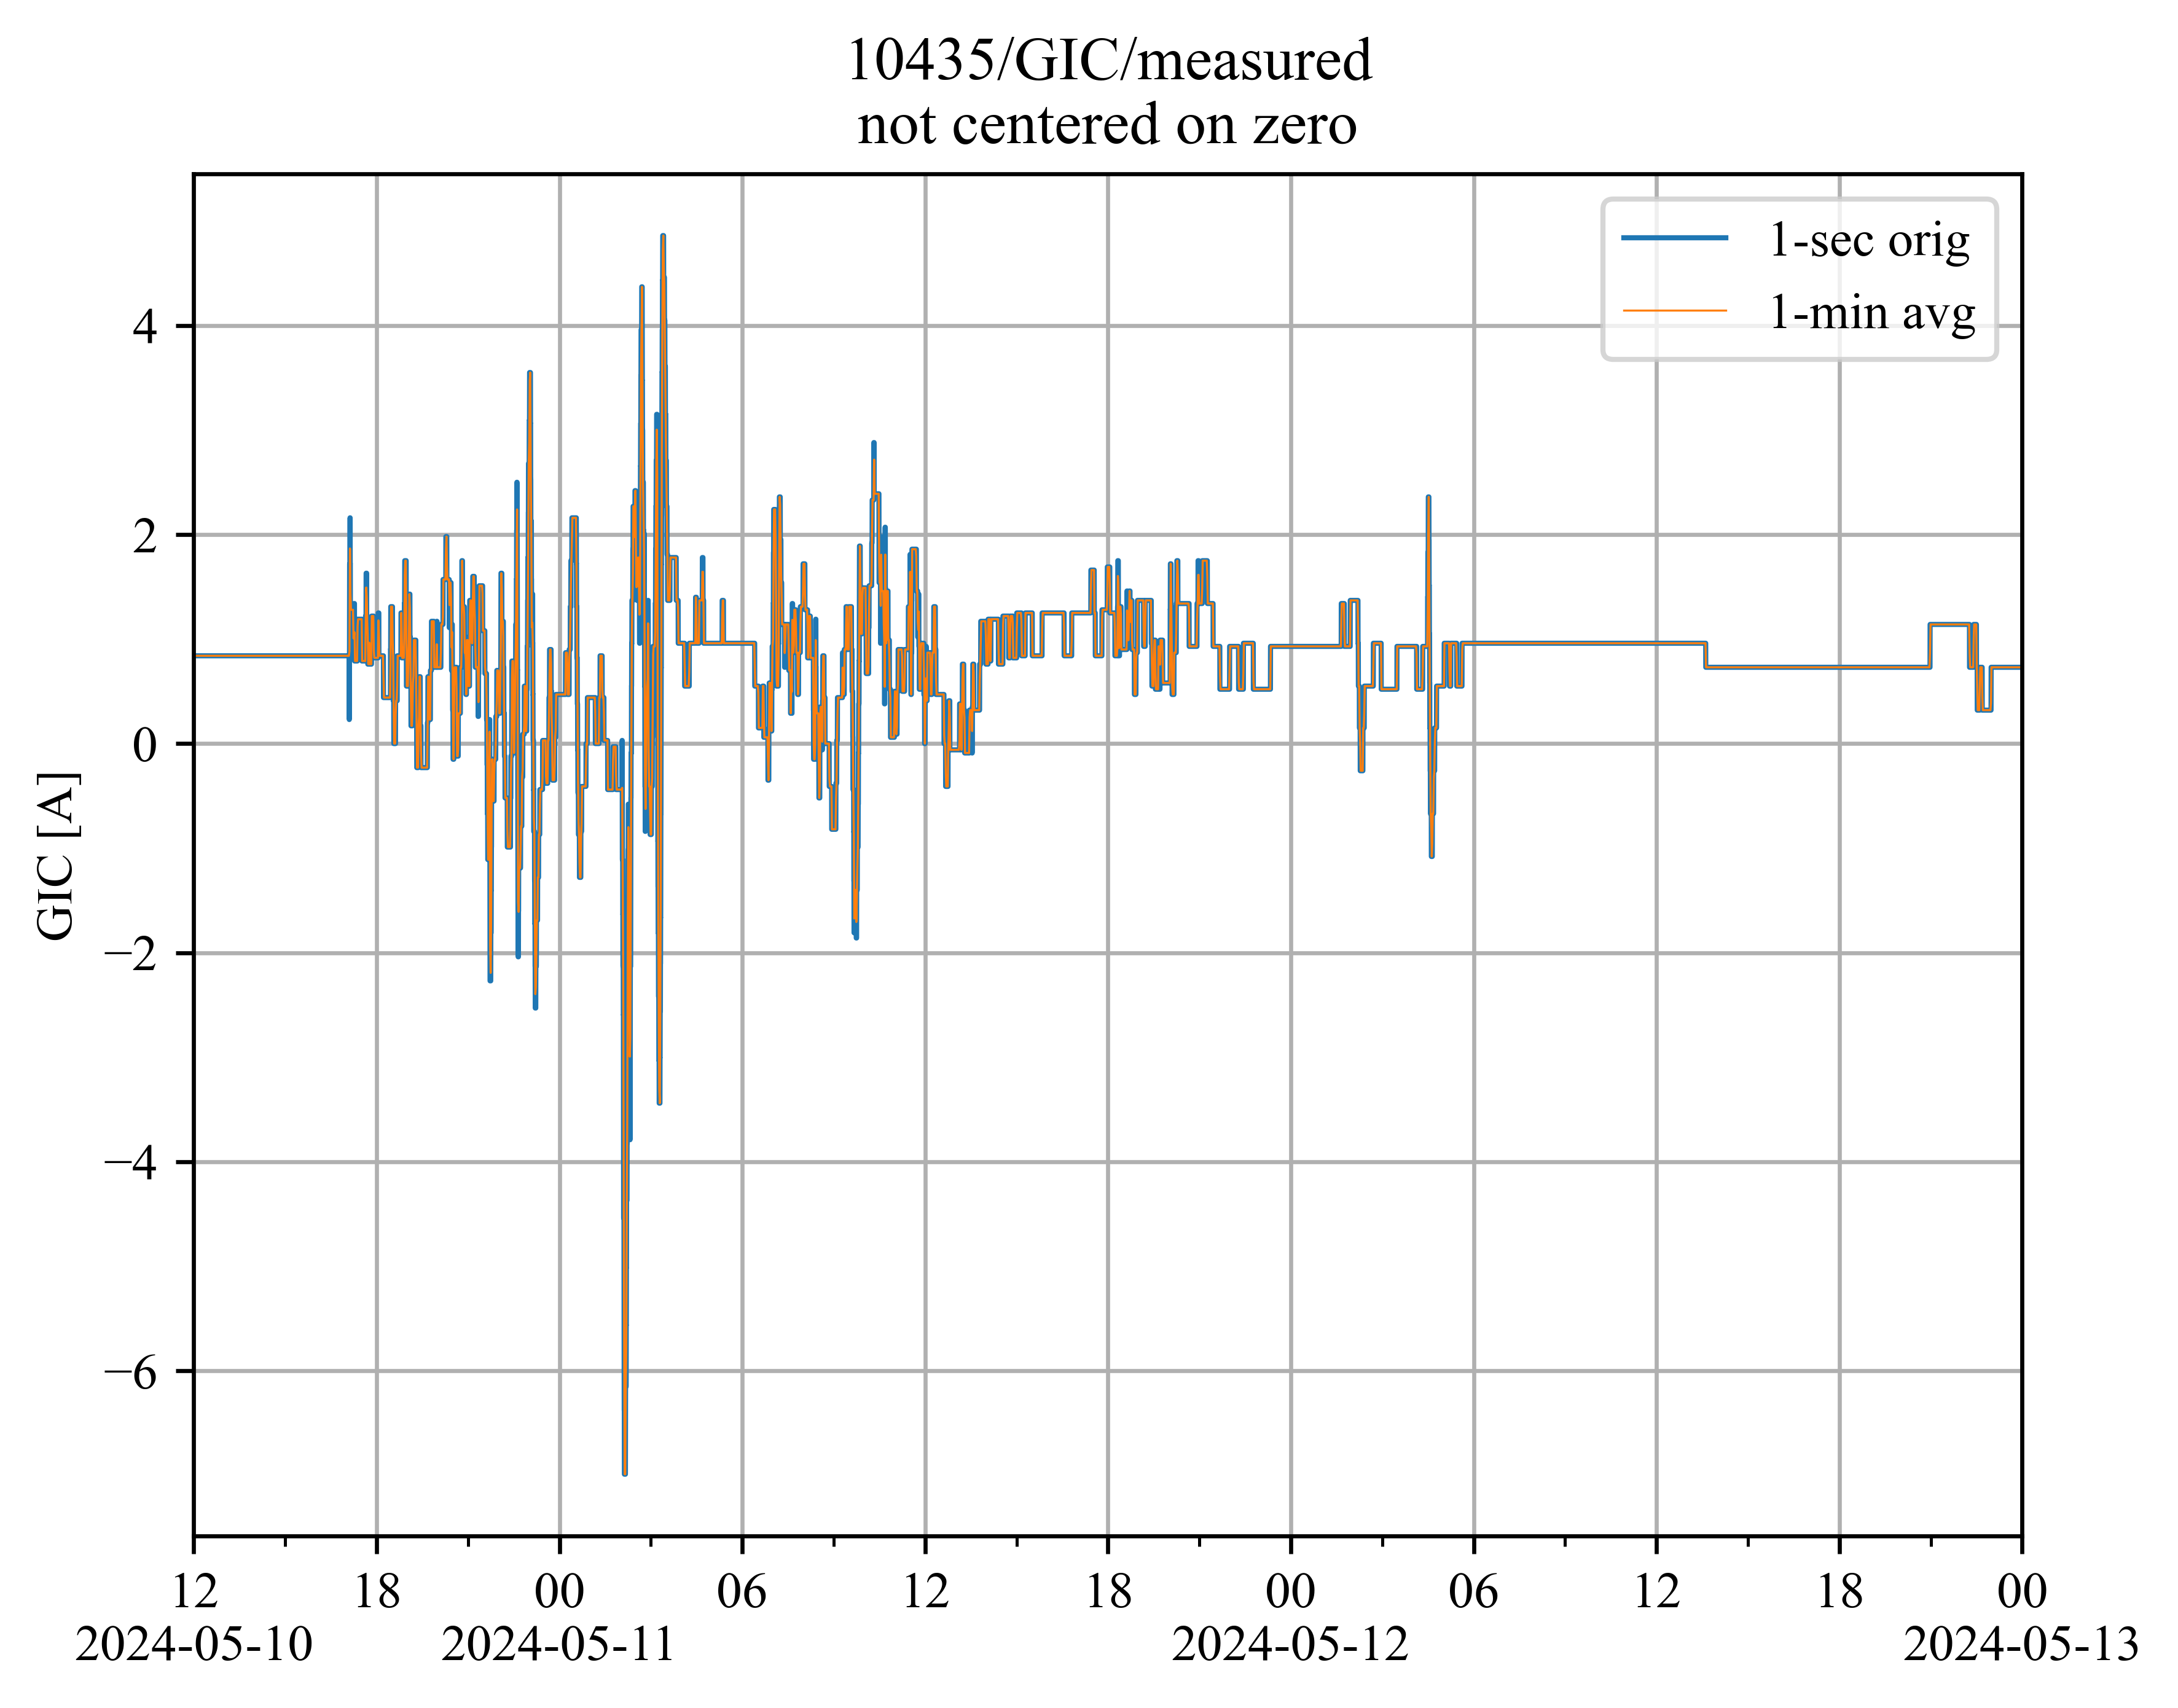 10435/GIC/measured
not centered on zero
1-sec orig
1-min avg
GIC [A]
4
2
0
−2
−4
−6
12 18 00 06 12 18 00 06 12 18 00
2024-05-10 2024-05-11 2024-05-12 2024-05-13